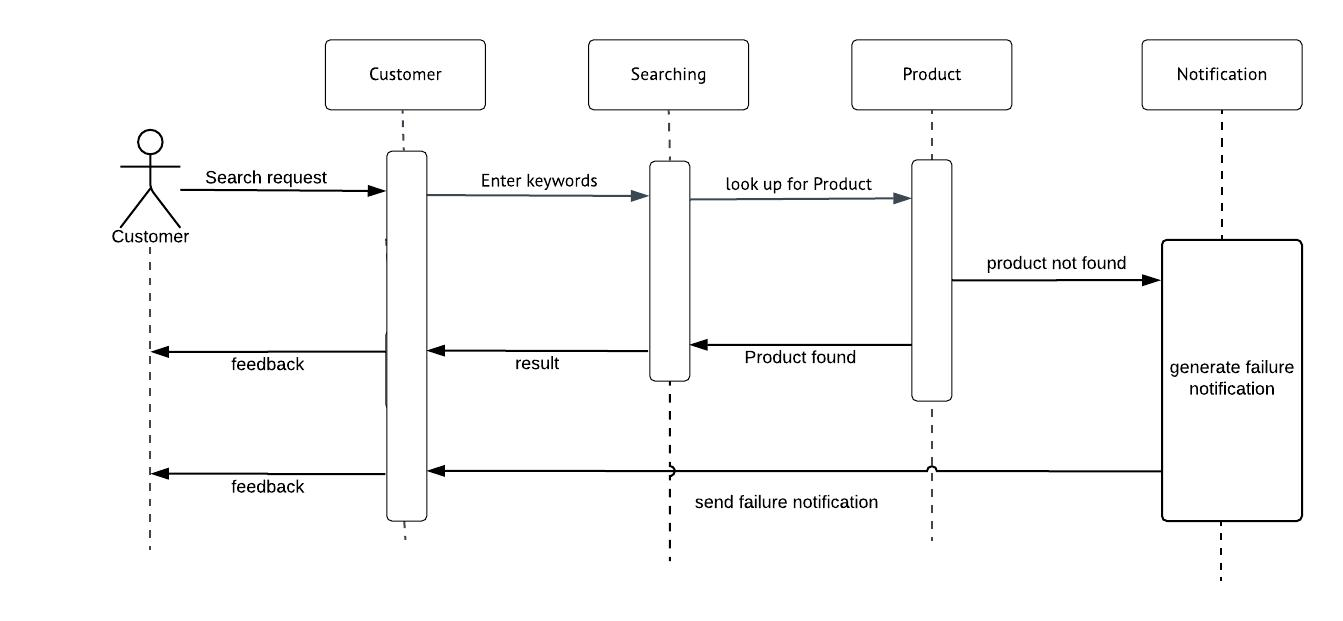 Customer
Searching
Product
Notification
Search request
Enter keywords
look up for Product
Customer
product not found
feedback
result
Product found
generate failure
notification
feedback
send failure notification